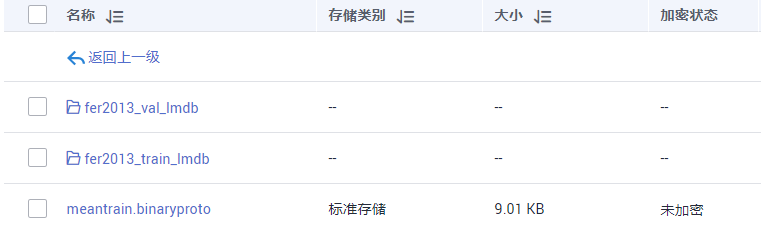 名称 存储类别 大小 加密状态
返回上一级
fer2013_val_lmdb -- -- --
fer2013_train_lmdb -- -- --
meantrain.binaryproto 标准存储 9.01 KB 未加密